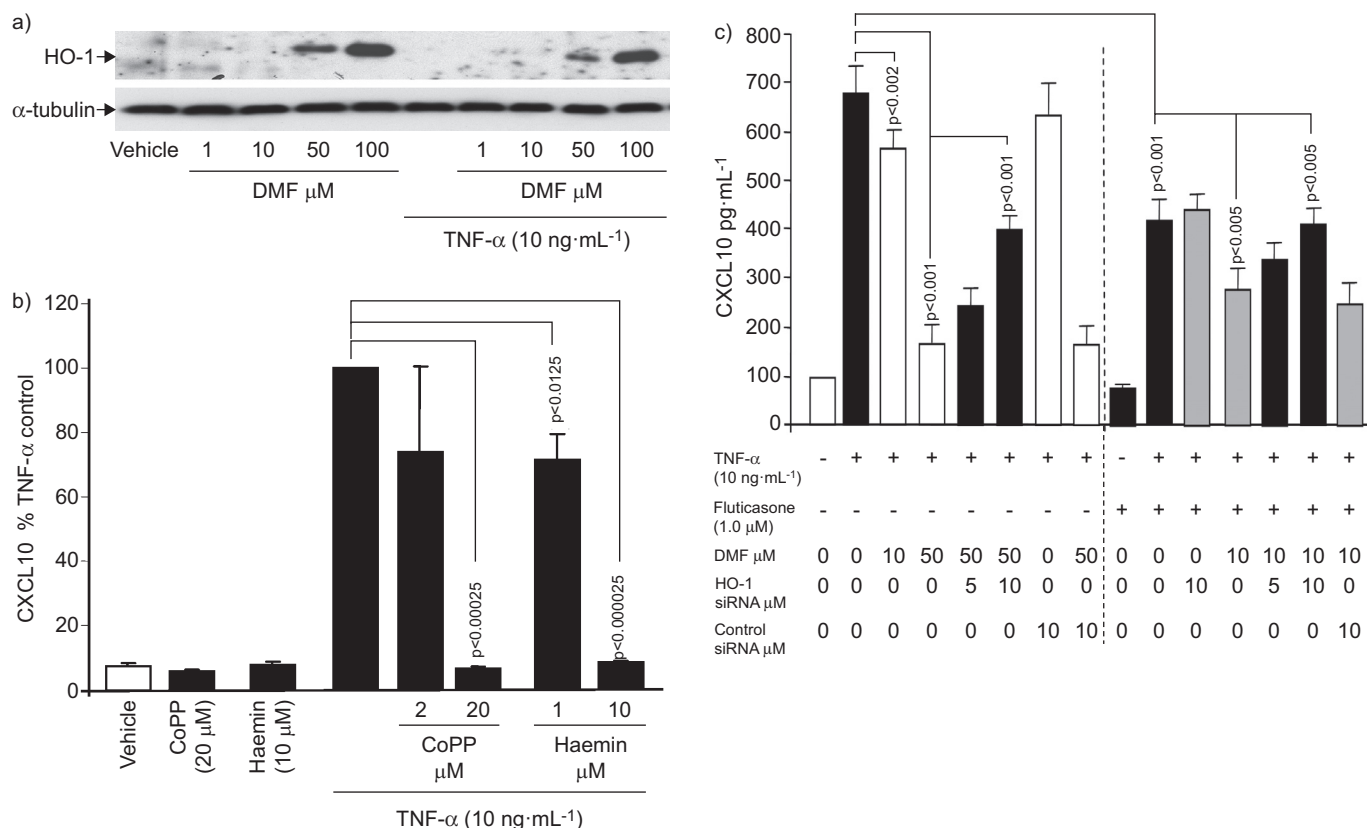 a)
HO-1
α-tubulin
Vehicle 1 10 50 100 1 10 50 100
DMF μM DMF μM
TNF-α (10 ng·mL-1)
b)
CXCL10 % TNF-α control
120
100
80
60
40
20
0
p<0.00025
p<0.0125
p<0.000025
Vehicle
CoPP
(20 μM)
Haemin
(10 μM)
2 20 1 10
CoPP Haemin
μM μM
TNF-α (10 ng·mL-1)
c)
CXCL10 pg·mL-1
800
700
600
500
400
300
200
100
0
p<0.002
p<0.001
p<0.001
p<0.001
p<0.005
p<0.005
TNF-α
(10 ng·mL-1)
- + + + + + + + - + + + + + +
Fluticasone
(1.0 μM)
- - - - - - - - + + + + + + +
DMF μM 0 0 10 50 50 50 0 50 0 0 0 10 10 10 10
HO-1
siRNA μM
0 0 0 0 5 10 0 0 0 0 10 0 5 10 0
Control
siRNA μM
0 0 0 0 0 0 10 10 0 0 0 0 0 0 10